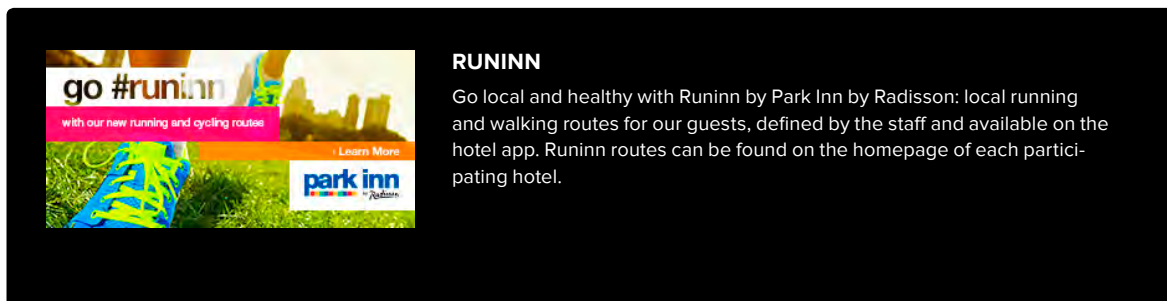 go #runinn
with our new running and cycling routes
› Learn More
park inn
by Radisson
RUNINN
Go local and healthy with Runinn by Park Inn by Radisson: local running
and walking routes for our guests, defined by the staff and available on the
hotel app. Runinn routes can be found on the homepage of each partici-
pating hotel.